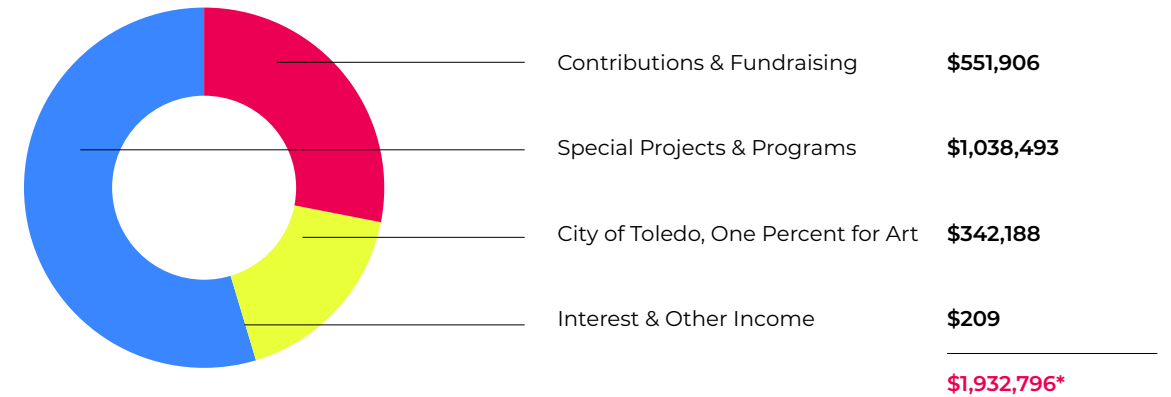 Contributions & Fundraising $551,906
Special Projects & Programs $1,038,493
City of Toledo, One Percent for Art $342,188
Interest & Other Income $209
$1,932,796*